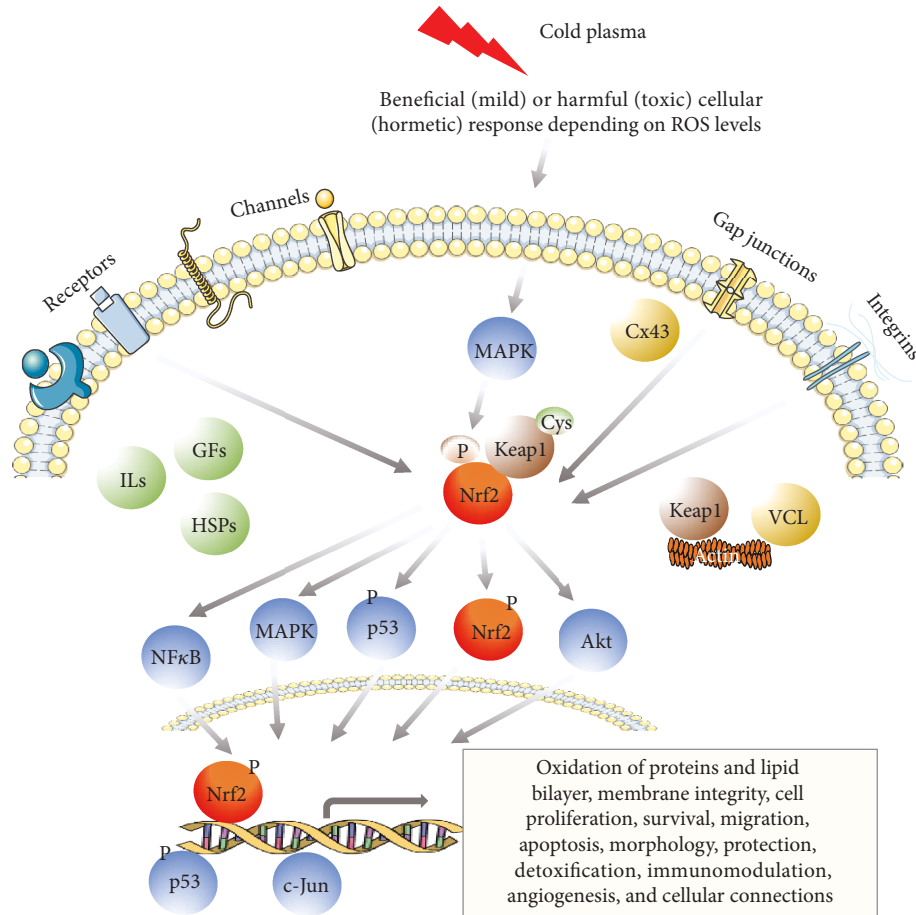 Cold plasma
Beneficial (mild) or harmful (toxic) cellular
(hormetic) response depending on ROS levels
Channels
Gap junctions
Receptors
Integrins
Cx43
MAPK
Cys
P
Keap1
GFs
ILs
Nrf2
HSPs
Keap1
VCL
Actin
P
P
NFκB
MAPK
p53
Nrf2
Akt
P
Nrf2
P
p53
c-Jun
Oxidation of proteins and lipid
bilayer, membrane integrity, cell
proliferation, survival, migration,
apoptosis, morphology, protection,
detoxification, immunomodulation,
angiogenesis, and cellular connections